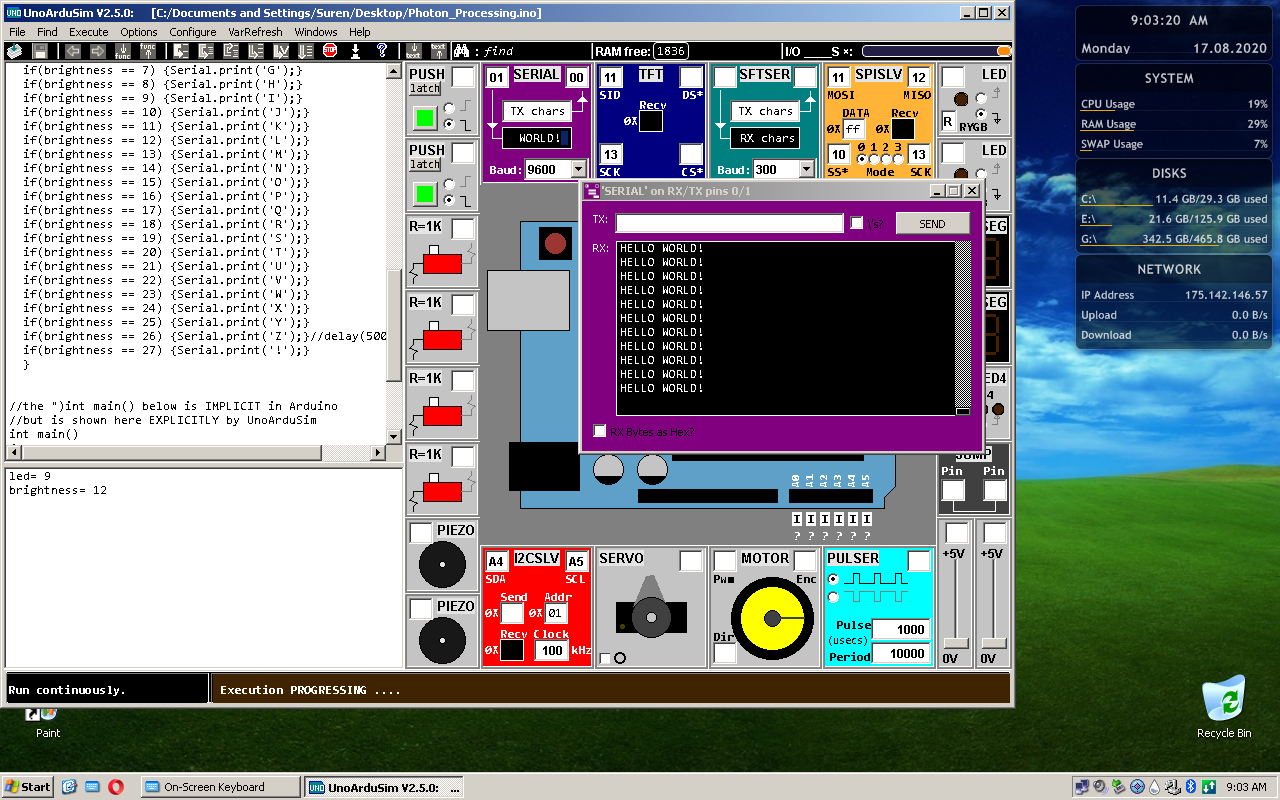 UnoArduSim V2.5.0: [C:/Documents and Settings/Suren/Desktop/Photon_Processing.ino]
File Find Execute Options Configure VarRefresh Windows Help
find
RAM free: 1836
I/O____S ×:
if(brightness == 7) {Serial.print('G');}
if(brightness == 8) {Serial.print('H');}
if(brightness == 9) {Serial.print('I');}
if(brightness == 10) {Serial.print('J');}
if(brightness == 11) {Serial.print('K');}
if(brightness == 12) {Serial.print('L');}
if(brightness == 13) {Serial.print('M');}
if(brightness == 14) {Serial.print('N');}
if(brightness == 15) {Serial.print('O');}
if(brightness == 16) {Serial.print('P');}
if(brightness == 17) {Serial.print('Q');}
if(brightness == 18) {Serial.print('R');}
if(brightness == 19) {Serial.print('S');}
if(brightness == 20) {Serial.print('T');}
if(brightness == 21) {Serial.print('U');}
if(brightness == 22) {Serial.print('V');}
if(brightness == 23) {Serial.print('W');}
if(brightness == 24) {Serial.print('X');}
if(brightness == 25) {Serial.print('Y');}
if(brightness == 26) {Serial.print('Z');}//delay(500
if(brightness == 27) {Serial.print('!');}
}
//the ")int main() below is IMPLICIT in Arduino
//but is shown here EXPLICITLY by UnoArduSim
int main()
led= 9
brightness= 12
Run continuously.
Execution PROGRESSING ....
PUSH
latch
PUSH
latch
R=1K
R=1K
R=1K
R=1K
PIEZO
PIEZO
01 SERIAL 00
TX chars
WORLD!
Baud: 9600
11 TFT
SID DS*
Recv
0X
13
SCK CS*
SFTSER
TX chars
RX chars
Baud: 300
11 SPISLV 12
MOSI MISO
DATA Recv
0X ff 0X
0 1 2 3
10 13
SS* Mode SCK
LED
R RYGB
LED
'SERIAL' on RX/TX pins 0/1
TX:
\'s?
SEND
RX:
HELLO WORLD!
HELLO WORLD!
HELLO WORLD!
HELLO WORLD!
HELLO WORLD!
HELLO WORLD!
HELLO WORLD!
HELLO WORLD!
HELLO WORLD!
HELLO WORLD!
HELLO WORLD!
RX Bytes as Hex?
SEG
SEG
ED4
JUMP
Pin Pin
A0 A1 A2 A3 A4 A5
I I I I I I
? ? ? ? ? ?
A4 I2CSLV A5
SDA SCL
Send Addr
0X 0X 01
Recv Clock
0X 100 kHz
SERVO
MOTOR
Pwm Enc
Dir
PULSER
Pulse 1000
(usecs)
Period 10000
+5V +5V
0V 0V
9:03:20 AM
Monday 17.08.2020
SYSTEM
CPU Usage 19%
RAM Usage 29%
SWAP Usage 7%
DISKS
C:\ 11.4 GB/29.3 GB used
E:\ 21.6 GB/125.9 GB used
G:\ 342.5 GB/465.8 GB used
NETWORK
IP Address 175.142.146.57
Upload 0.0 B/s
Download 0.0 B/s
Paint
Recycle Bin
Start
On-Screen Keyboard
UnoArduSim V2.5.0: ...
9:03 AM